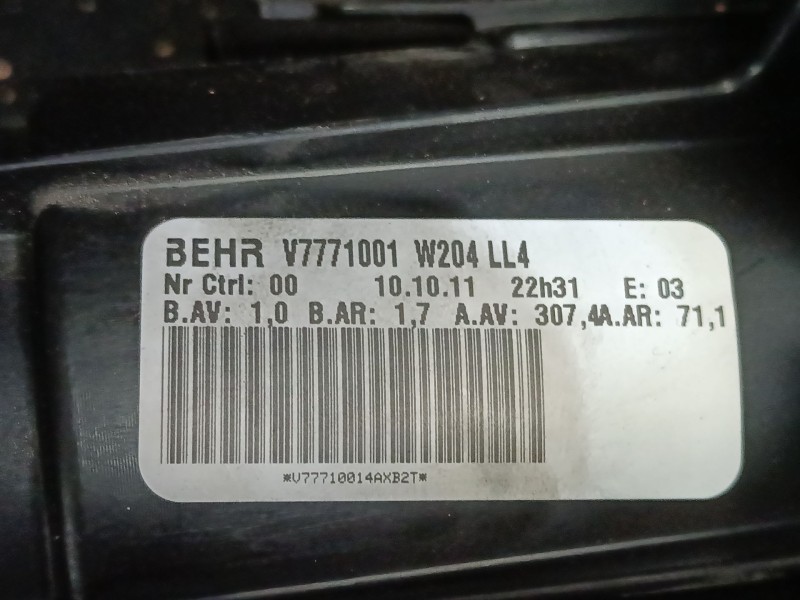 BEHR V7771001 W204 LL4
Nr Ctrl: 00 10.10.11 22h31 E: 03
B.AV: 1,0 B.AR: 1,7 A.AV: 307,4A.AR: 71,1
*V77710014AXB2T*